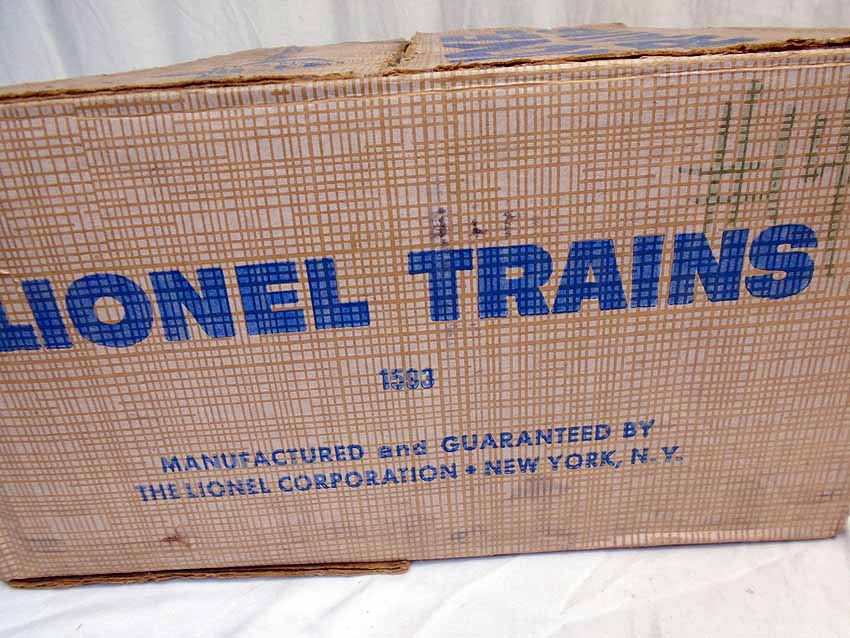 LIONEL TRAINS
1593
MANUFACTURED and GUARANTEED BY
THE LIONEL CORPORATION • NEW YORK, N.Y.